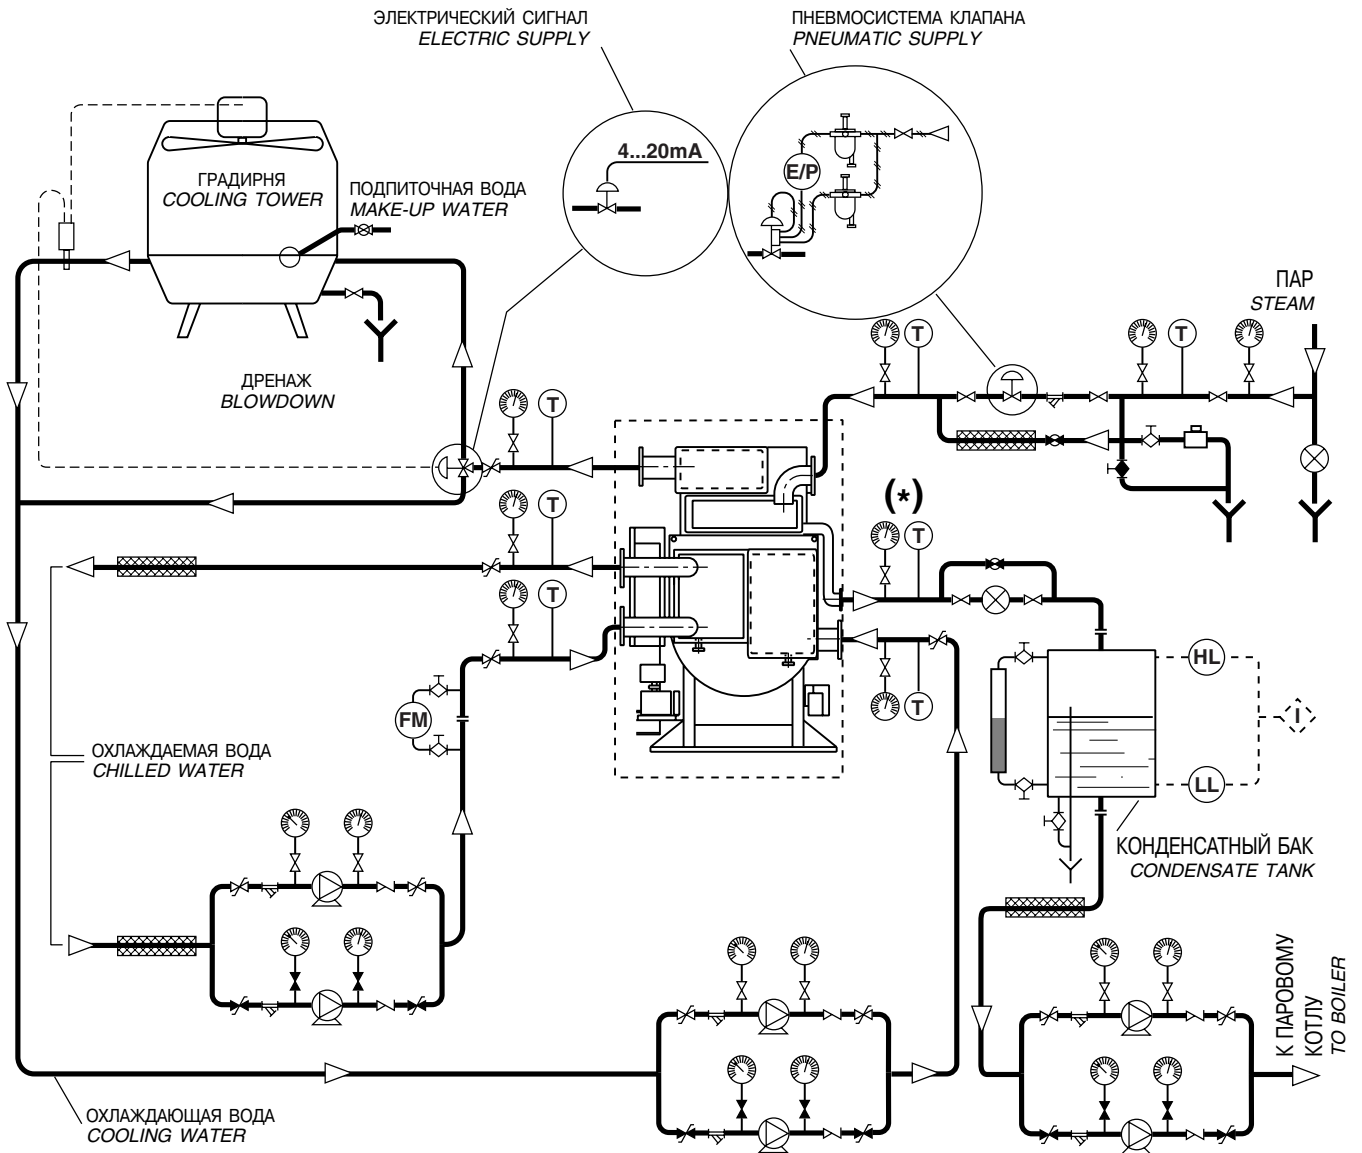 ЭЛЕКТРИЧЕСКИЙ СИГНАЛ
ELECTRIC SUPPLY
ПНЕВМОСИСТЕМА КЛАПАНА
PNEUMATIC SUPPLY
4...20mA
E/P
ГРАДИРНЯ
COOLING TOWER
ПОДПИТОЧНАЯ ВОДА
MAKE-UP WATER
ПАР
STEAM
T
T
ДРЕНАЖ
BLOWDOWN
T
(*)
T
T
T
HL
T
FM
I
ОХЛАЖДАЕМАЯ ВОДА
CHILLED WATER
LL
КОНДЕНСАТНЫЙ БАК
CONDENSATE TANK
К ПАРОВОМУ
КОТЛУ
TO BOILER
ОХЛАЖДАЮЩАЯ ВОДА
COOLING WATER